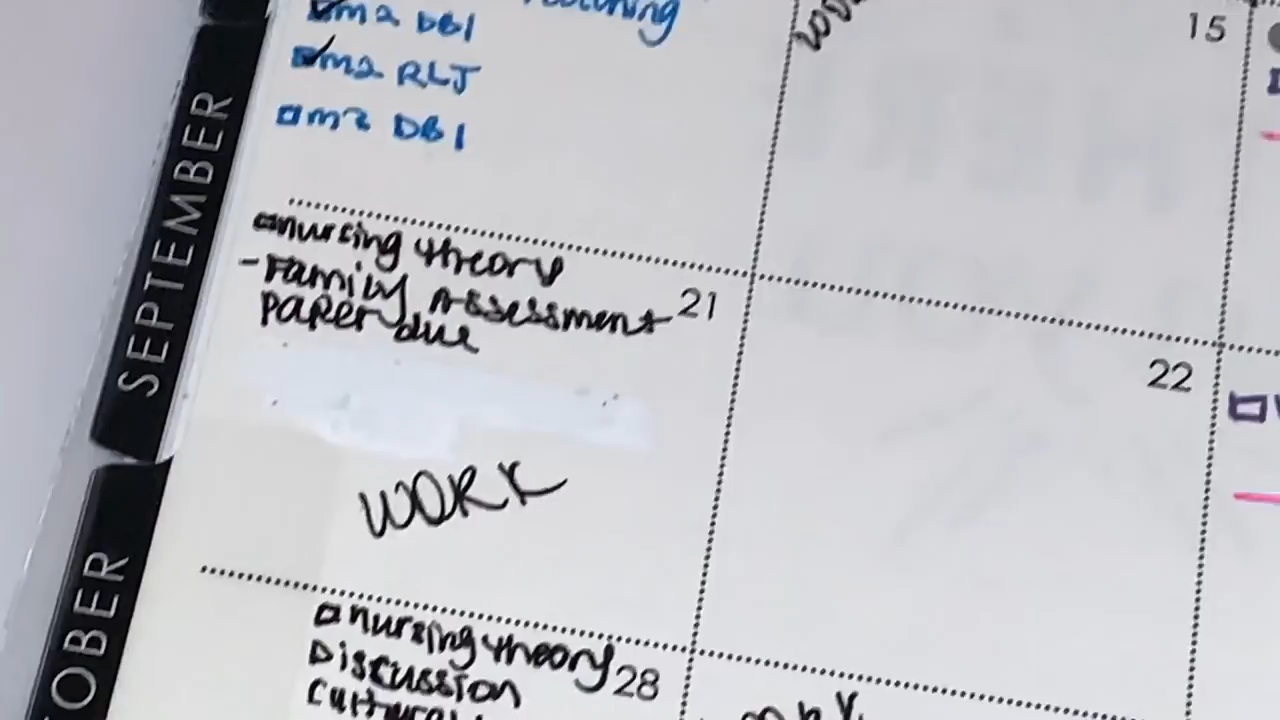 m2 DB1
15
m2 RLJ
m2 DB1
SEPTEMBER
nursing theory
- Family Assessment 21
paper due
22
WORK
nursing theory 28
Discussion